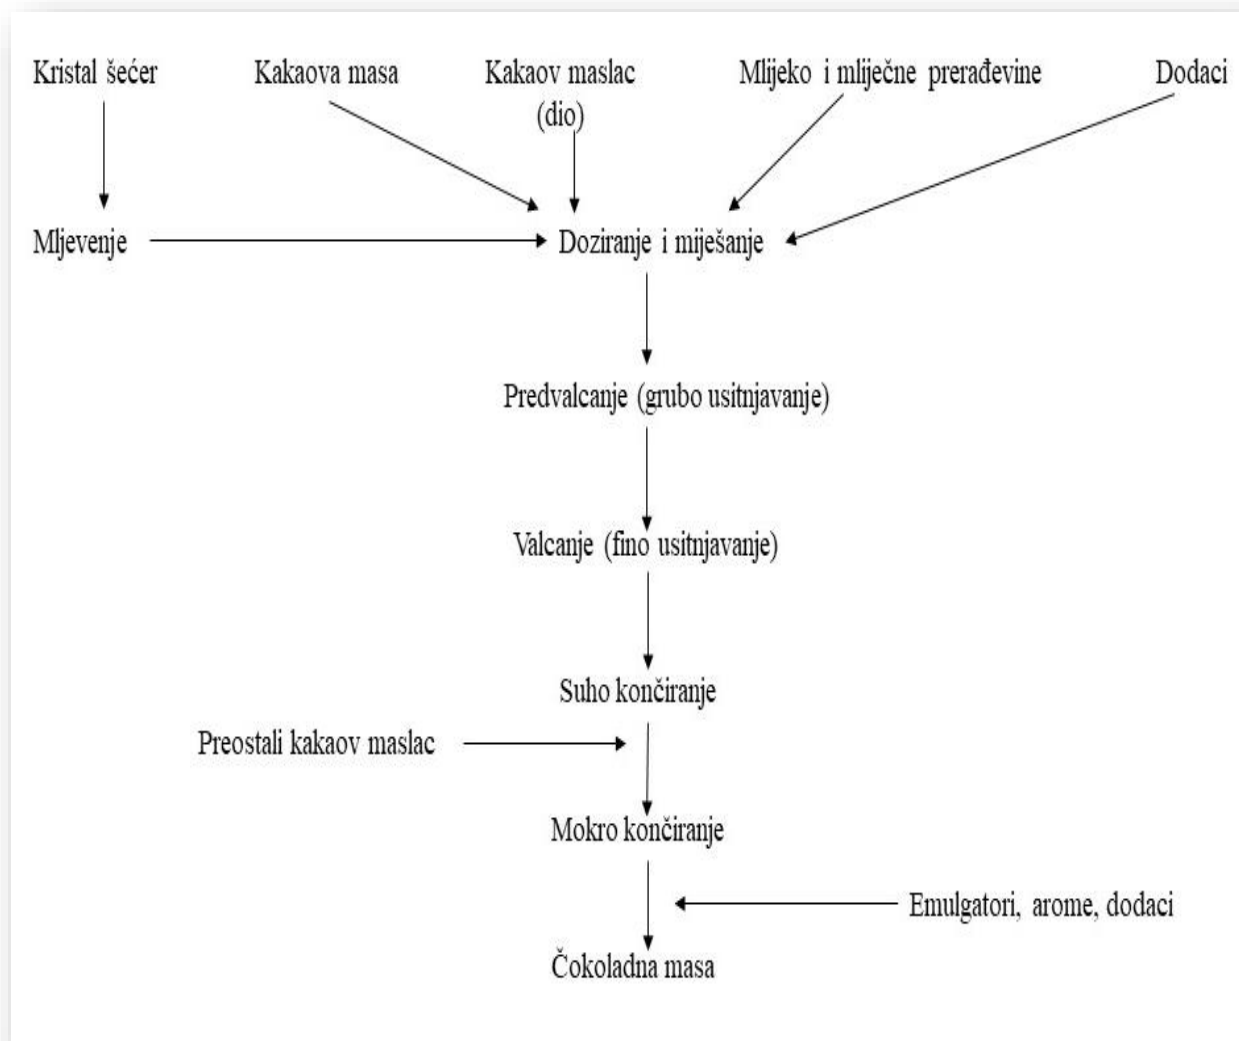 Kristal šećer
Kakaova masa
Kakaov maslac
(dio)
Mlijeko i mliječne prerađevine
Dodaci
Mljevenje
Doziranje i miješanje
Predvalcanje (grubo usitnjavanje)
Valcanje (fino usitnjavanje)
Suho končiranje
Preostali kakaov maslac
Mokro končiranje
Emulgatori, arome, dodaci
Čokoladna masa